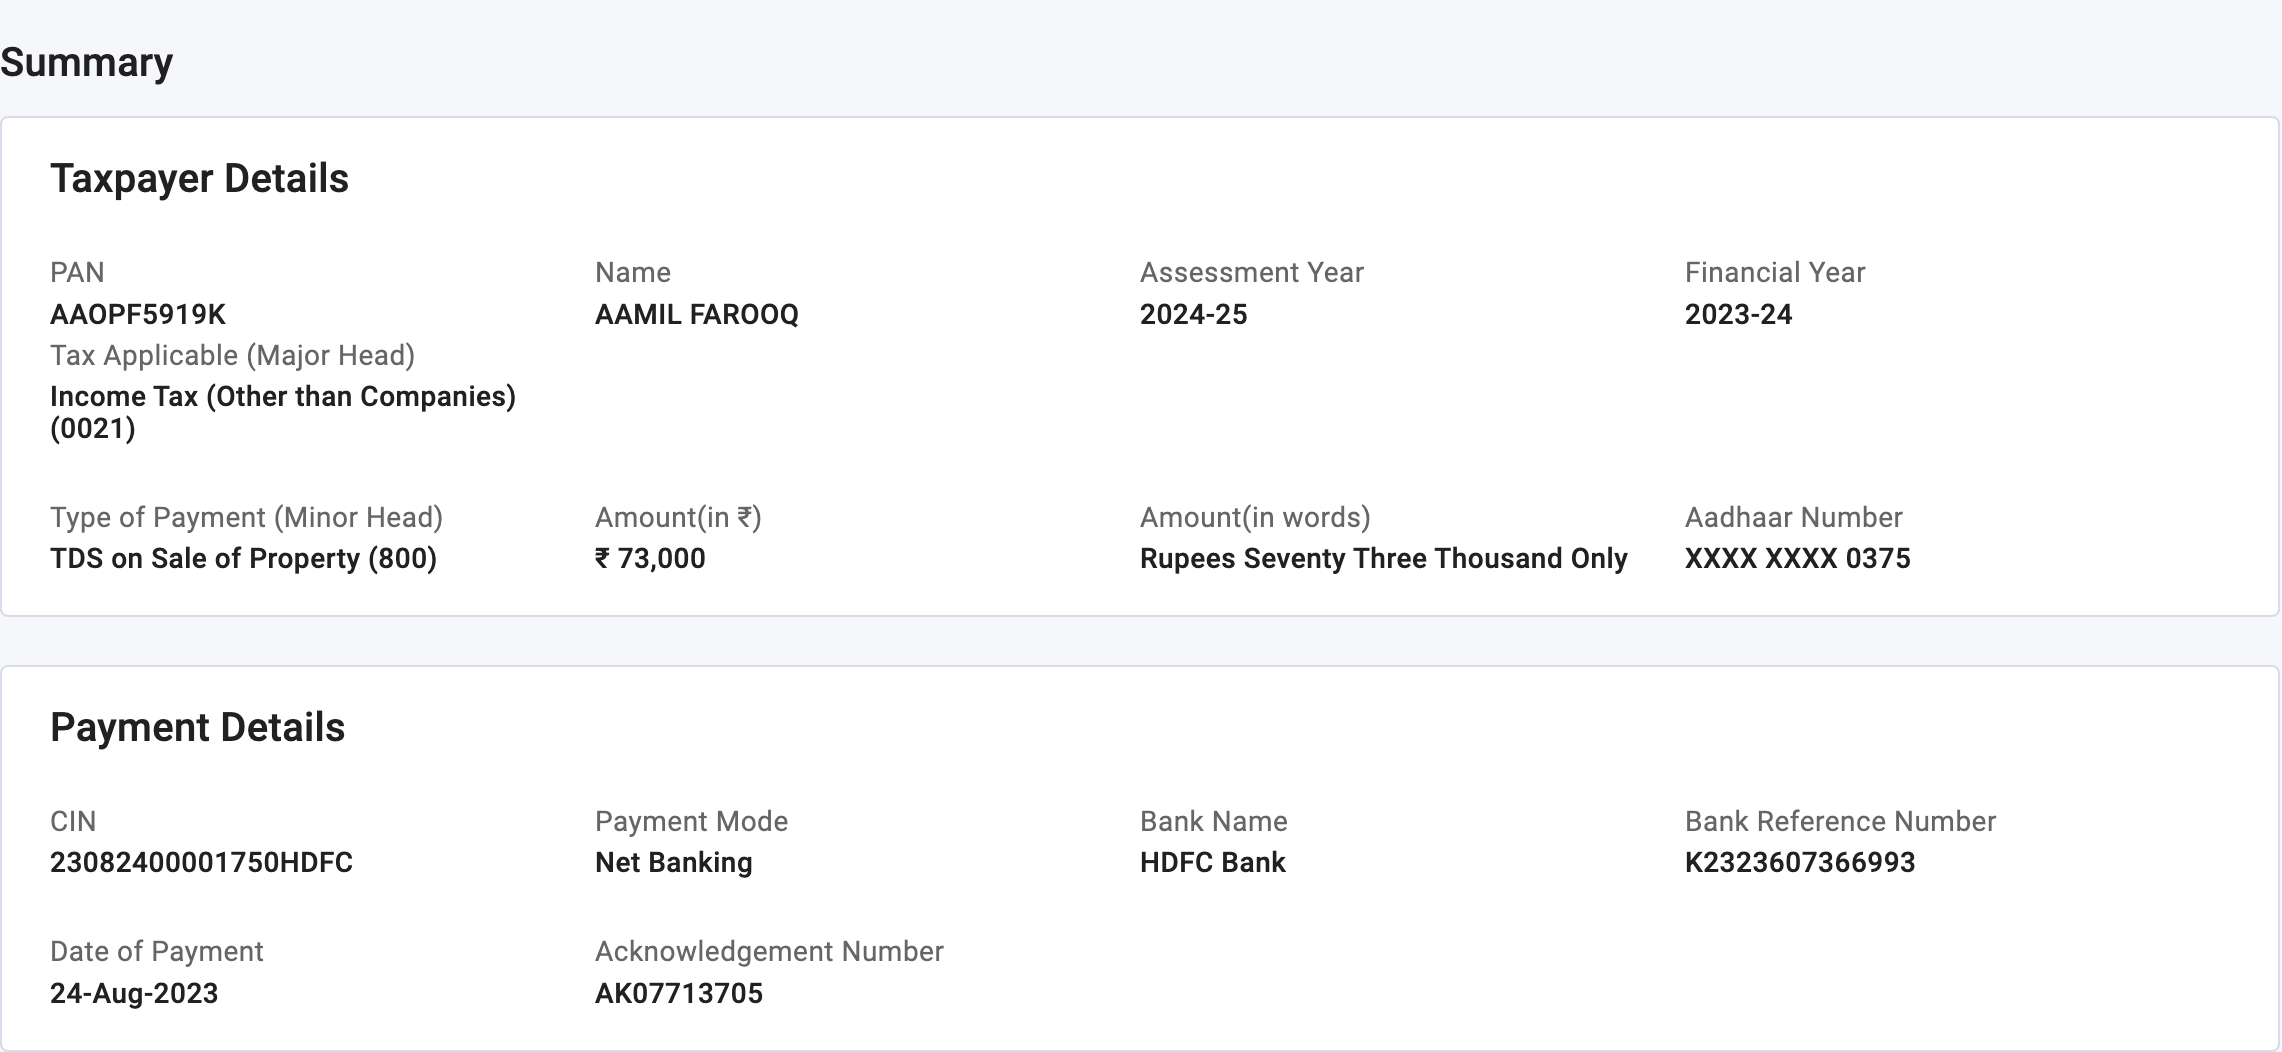 Summary
Taxpayer Details
PAN
AAOPF5919K
Name
AAMIL FAROOQ
Assessment Year
2024-25
Financial Year
2023-24
Tax Applicable (Major Head)
Income Tax (Other than Companies)
(0021)
Type of Payment (Minor Head)
TDS on Sale of Property (800)
Amount(in ₹)
₹ 73,000
Amount(in words)
Rupees Seventy Three Thousand Only
Aadhaar Number
XXXX XXXX 0375
Payment Details
CIN
23082400001750HDFC
Payment Mode
Net Banking
Bank Name
HDFC Bank
Bank Reference Number
K2323607366993
Date of Payment
24-Aug-2023
Acknowledgement Number
AK07713705